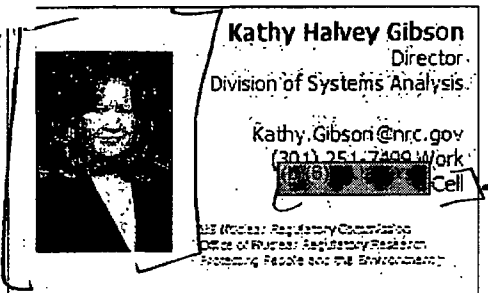 Kathy Halvey Gibson
Director
Division of Systems Analysis
Kathy.Gibson@nrc.gov
(301) 251-7499 Work
(b)(6) Cell
US Nuclear Regulatory Commission
Office of Nuclear Regulatory Research
Protecting People and the Environment